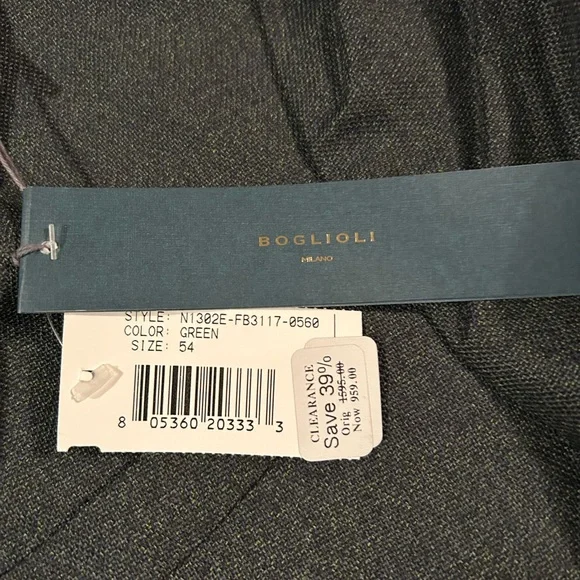 BOGLIOLI
MILANO
STYLE: N1302E-FB3117-0560
COLOR: GREEN
SIZE: 54
8 05360 20333 3
CLEARANCE
Save 39%
Orig 1595.00
Now 959.00